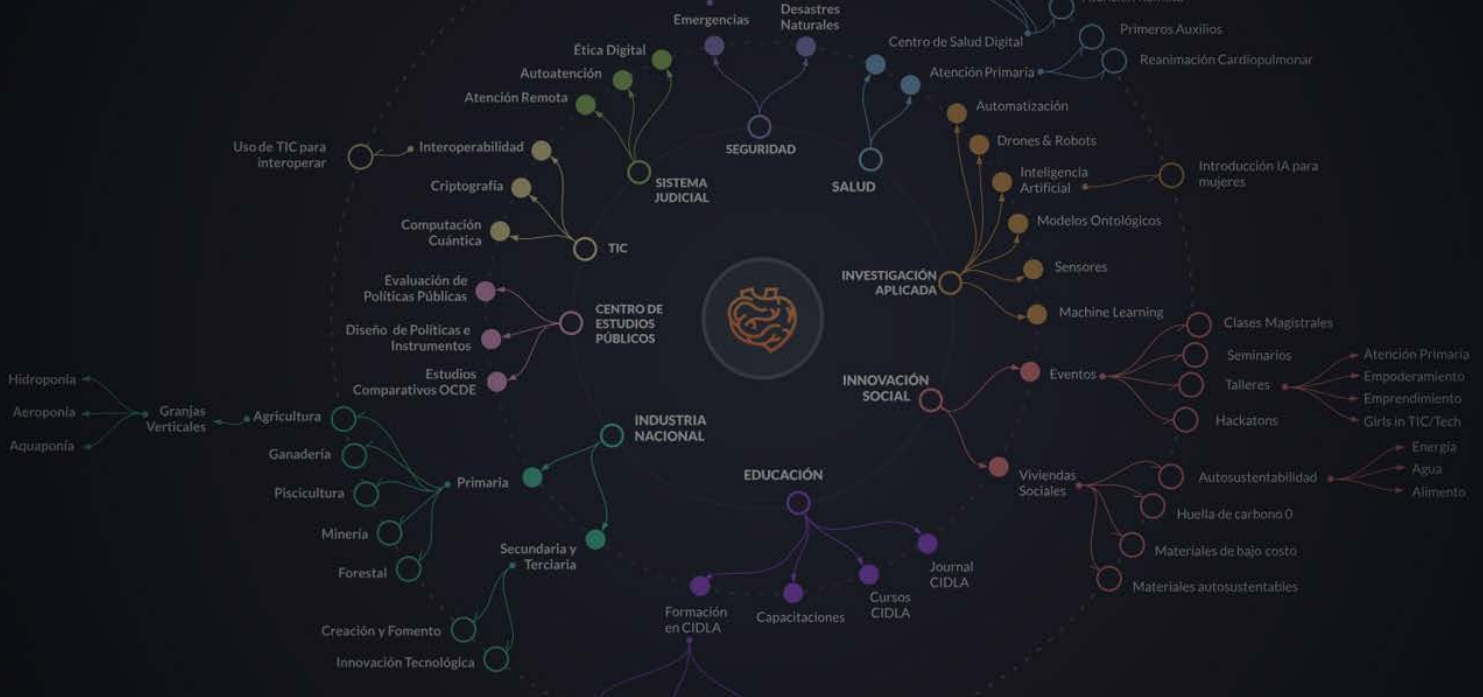 Emergencias
Desastres
Naturales
Centro de Salud Digital
Primeros Auxilios
Atención Primaria
Reanimación Cardiopulmonar
Ética Digital
Autoatención
Atención Remota
SEGURIDAD
SALUD
SISTEMA
JUDICIAL
Automatización
Drones & Robots
Inteligencia
Artificial
Introducción IA para
mujeres
Modelos Ontológicos
Sensores
Machine Learning
INVESTIGACIÓN
APLICADA
Uso de TIC para
interoperar
Interoperabilidad
Criptografía
Computación
Cuántica
TIC
Evaluación de
Políticas Públicas
Diseño de Políticas e
Instrumentos
Estudios
Comparativos OCDE
CENTRO DE
ESTUDIOS
PÚBLICOS
INNOVACIÓN
SOCIAL
Eventos
Clases Magistrales
Seminarios
Talleres
Hackatons
Atención Primaria
Empoderamiento
Emprendimiento
Girls in TIC/Tech
Viviendas
Sociales
Autosustentabilidad
Huella de carbono 0
Materiales de bajo costo
Materiales autosustentables
Energía
Agua
Alimento
INDUSTRIA
NACIONAL
Hidroponía
Aeroponía
Aquaponía
Granjas
Verticales
Agricultura
Ganadería
Piscicultura
Minería
Forestal
Primaria
Secundaria y
Terciaria
Creación y Fomento
Innovación Tecnológica
EDUCACIÓN
Formación
en CIDLA
Capacitaciones
Cursos
CIDLA
Journal
CIDLA